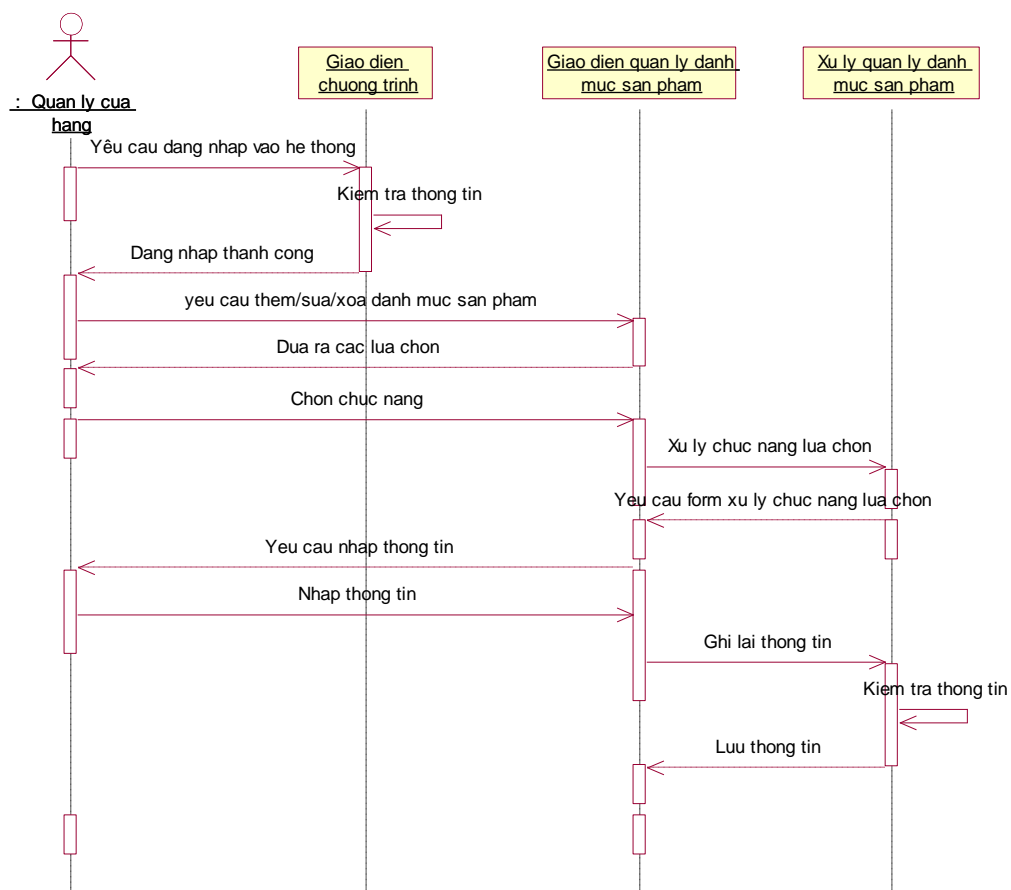 Giao dien
chuong trinh
Giao dien quan ly danh
muc san pham
Xu ly quan ly danh
muc san pham
: Quan ly cua
hang
Yêu cau dang nhap vao he thong
Kiem tra thong tin
Dang nhap thanh cong
yeu cau them/sua/xoa danh muc san pham
Dua ra cac lua chon
Chon chuc nang
Xu ly chuc nang lua chon
Yeu cau form xu ly chuc nang lua chon
Yeu cau nhap thong tin
Nhap thong tin
Ghi lai thong tin
Kiem tra thong tin
Luu thong tin